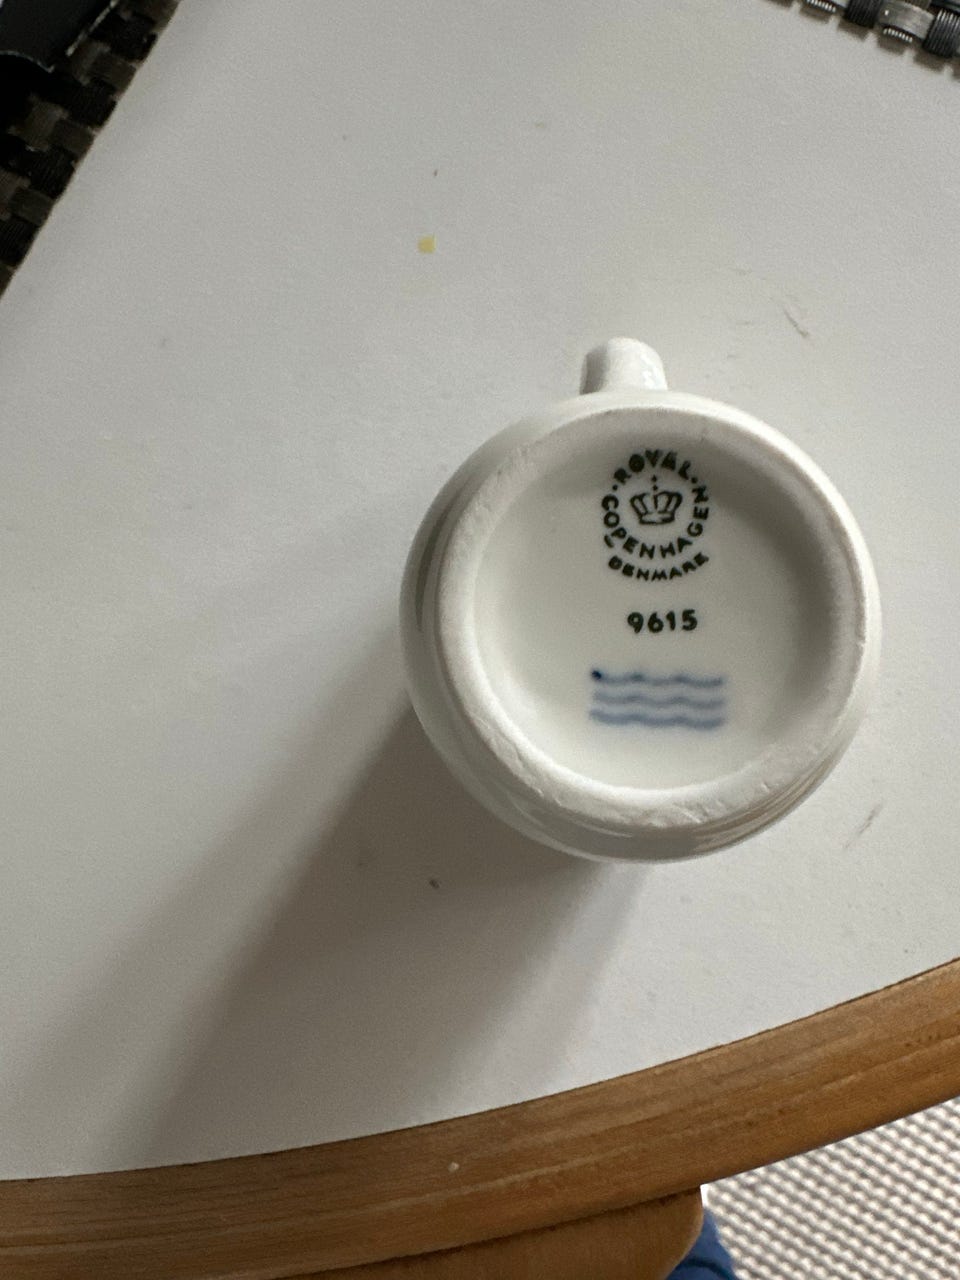 ROYAL
COPENHAGEN
DENMARK
9615